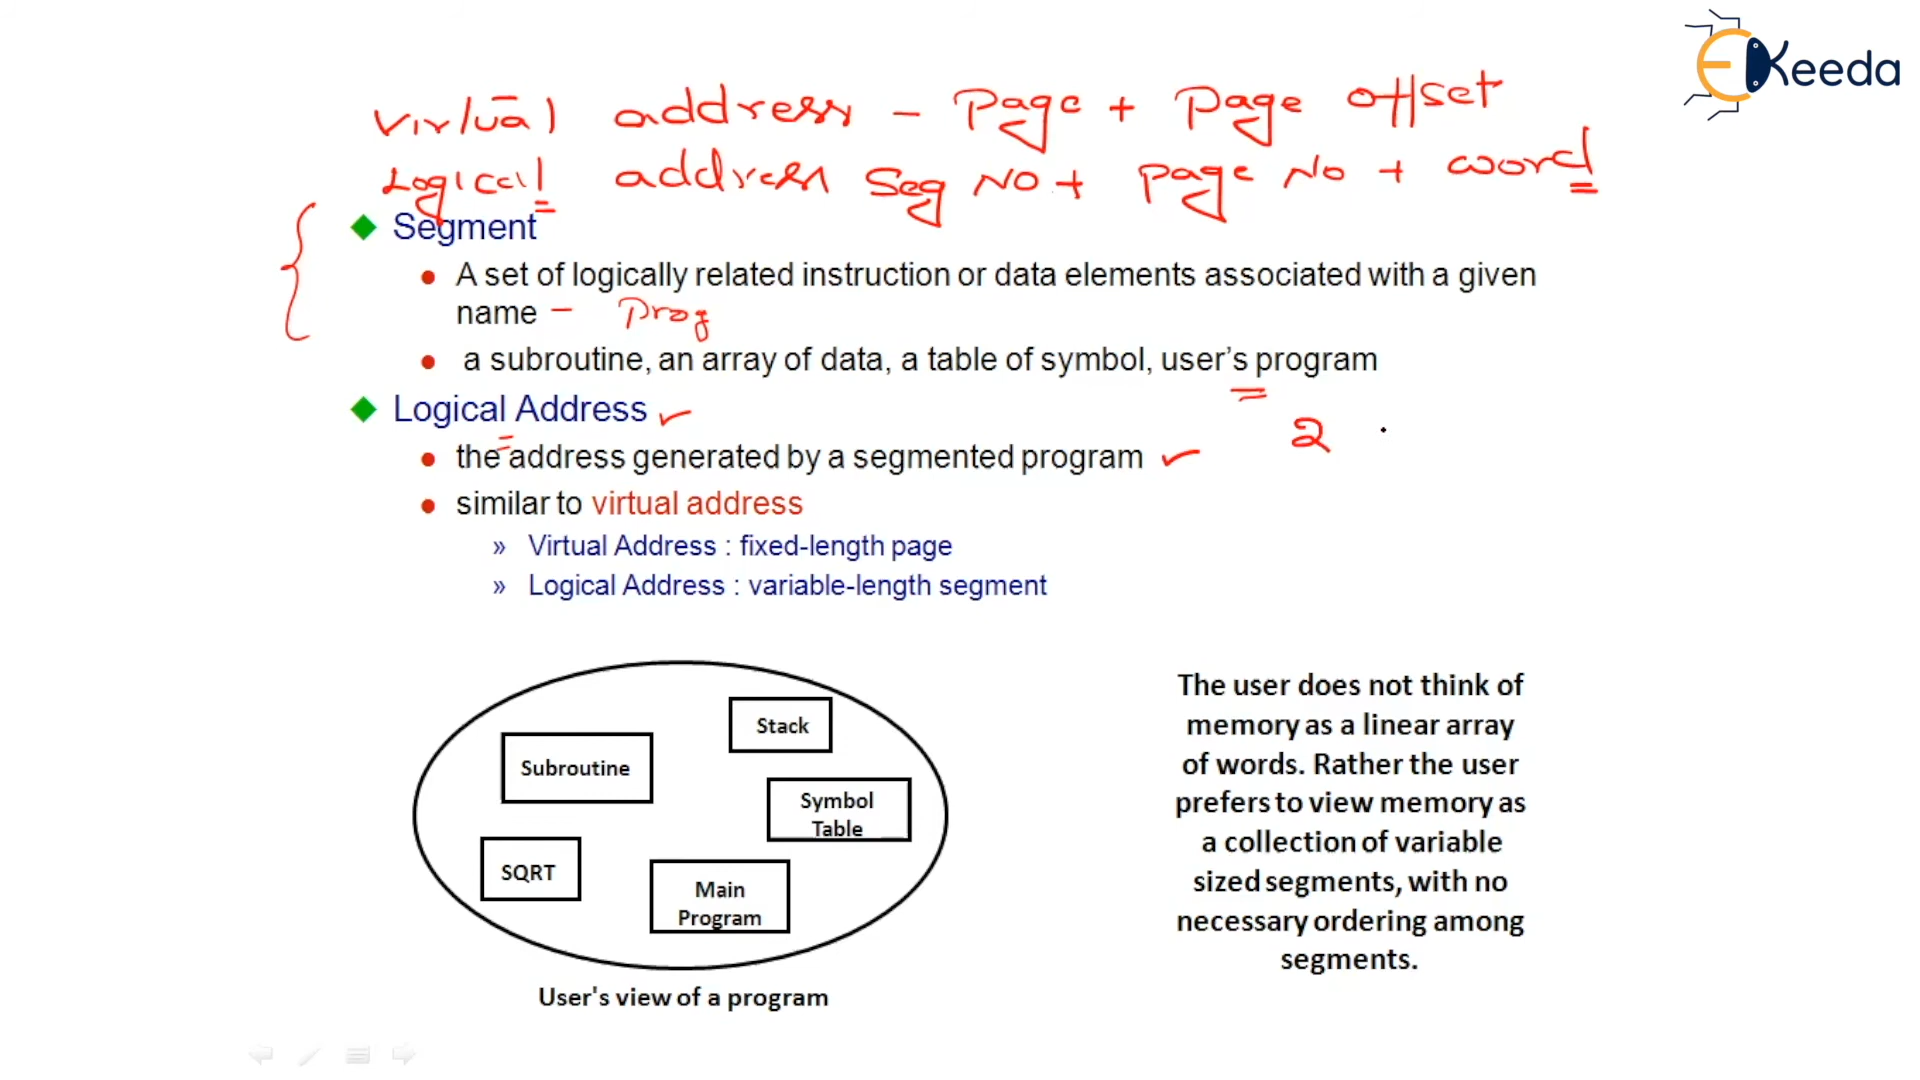 EKeeda
Virtual address - Page + Page offset
Logical address Seg No + Page No + word
Segment
A set of logically related instruction or data elements associated with a given
name - Prog
a subroutine, an array of data, a table of symbol, user's program
Logical Address
2
the address generated by a segmented program
similar to virtual address
» Virtual Address : fixed-length page
» Logical Address : variable-length segment
Stack
Subroutine
Symbol
Table
SQRT
Main
Program
User's view of a program
The user does not think of
memory as a linear array
of words. Rather the user
prefers to view memory as
a collection of variable
sized segments, with no
necessary ordering among
segments.